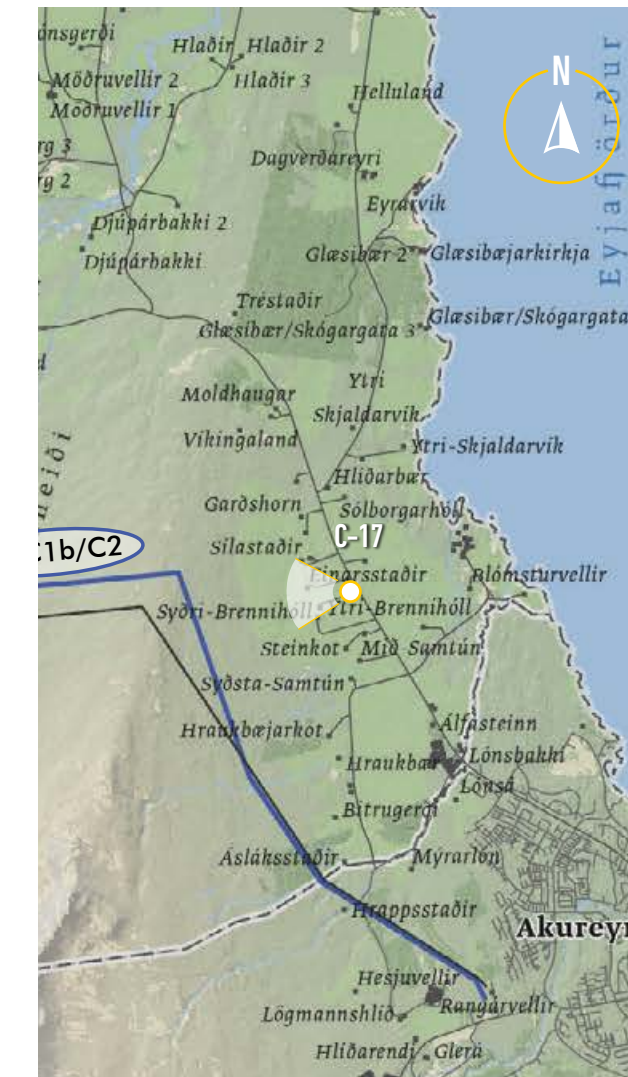 ónsgerði
Hlaðir
Hlaðir 2
Hlaðir 3
Möðruvellir 2
Möðruvellir 1
Helluland
N
Eyjafjörður
rg 3
rg 2
Dagverðareyri
Eyrarvík
Djúpárbakki 2
Djúpárbakki
Glæsibær 2
Glæsibæjarkirkja
Tréstaðir
Glæsibær/Skógargata 3
Glæsibær/Skógargata
Ytri
Skjaldarvík
Moldhaugar
Víkingaland
Ytri-Skjaldarvík
heiði
Hlíðarbær
Garðshorn
Sólborgarhóll
C-17
Sílastaðir
C1b/C2
Einarsstaðir
Blómsturvellir
Syðri-Brennihóll
Ytri-Brennihóll
Steinkot
Mið Samtún
Syðsta-Samtún
Hraukbæjarkot
Álfasteinn
Hraukbær
Lónsbakki
Lónsá
Bitrugerði
Ásláksstaðir
Mýrarlón
Hrappsstaðir
Akureyr
Hesjuvellir
Rangárvellir
Lögmannshlíð
Hlíðarendi
Glerá